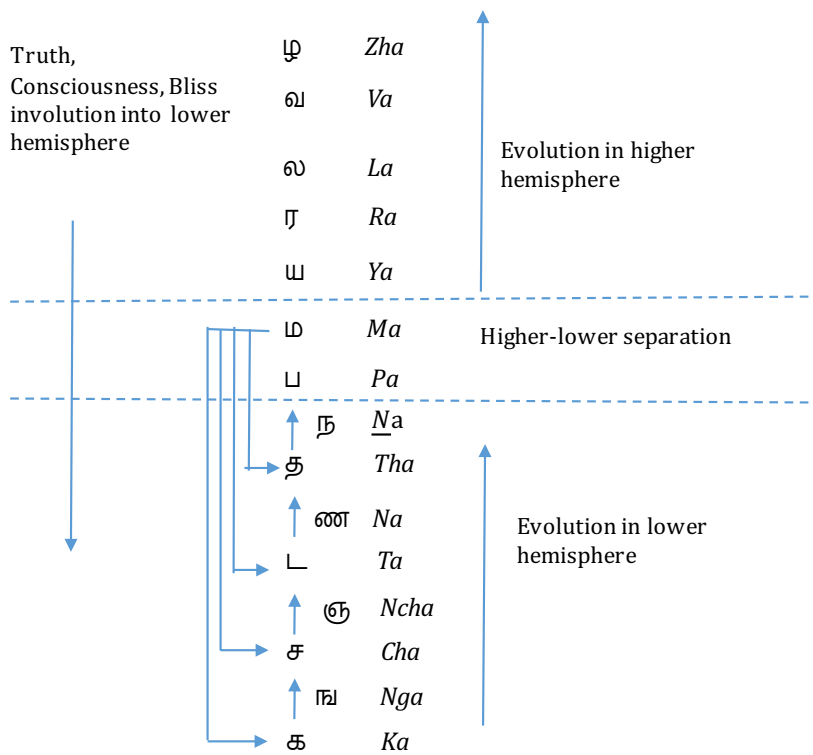 Truth,
Consciousness, Bliss
involution into lower
hemisphere
ழ Zha
வ Va
ல La
ர Ra
ய Ya
Evolution in higher
hemisphere
ம Ma
ப Pa
Higher-lower separation
ந Na
த Tha
ண Na
ட Ta
ஞ Ncha
ச Cha
ங Nga
க Ka
Evolution in lower
hemisphere